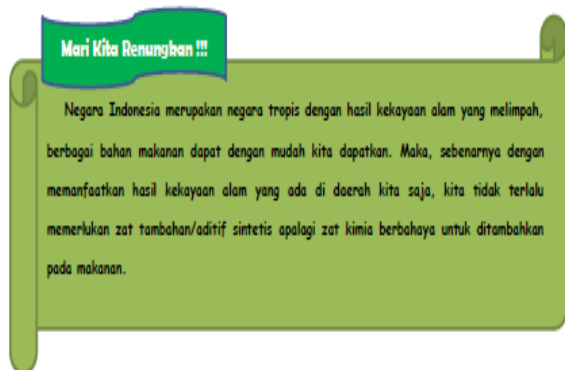 Mari Kita Renungkan !!!
Negara Indonesia merupakan negara tropis dengan hasil kekayaan alam yang melimpah,
berbagai bahan makanan dapat dengan mudah kita dapatkan. Maka, sebenarnya dengan
memanfaatkan hasil kekayaan alam yang ada di daerah kita saja, kita tidak terlalu
memerlukan zat tambahan/aditif sintetis apalagi zat kimia berbahaya untuk ditambahkan
pada makanan.